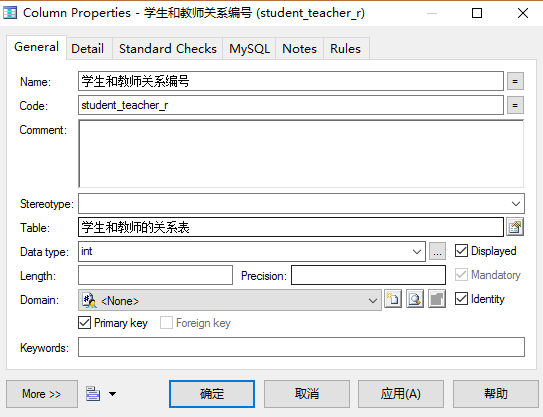 Column Properties - 学生和教师关系编号 (student_teacher_r)
General Detail Standard Checks MySQL Notes Rules
Name: 学生和教师关系编号 =
Code: student_teacher_r =
Comment:
Stereotype:
Table: 学生和教师的关系表
Data type: int ... Displayed
Length: Precision: Mandatory
Domain: <None> Identity
Primary key Foreign key
Keywords:
More >> 确定 取消 应用(A) 帮助